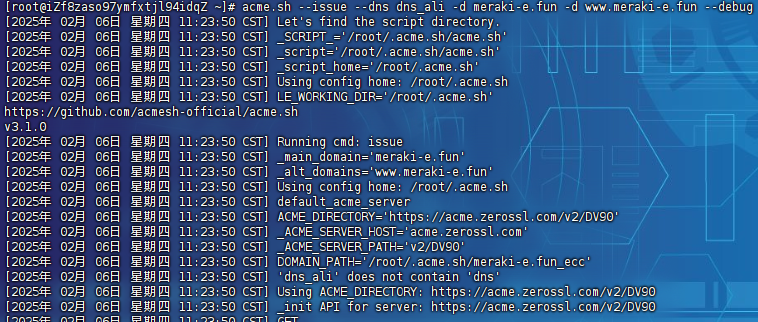 [root@iZf8zaso97ymfxtjl94idqZ ~]# acme.sh --issue --dns dns_ali -d meraki-e.fun -d www.meraki-e.fun --debug
[2025年 02月 06日 星期四 11:23:50 CST] Let's find the script directory.
[2025年 02月 06日 星期四 11:23:50 CST] _SCRIPT_='/root/.acme.sh/acme.sh'
[2025年 02月 06日 星期四 11:23:50 CST] _script='/root/.acme.sh/acme.sh'
[2025年 02月 06日 星期四 11:23:50 CST] _script_home='/root/.acme.sh'
[2025年 02月 06日 星期四 11:23:50 CST] Using config home: /root/.acme.sh
[2025年 02月 06日 星期四 11:23:50 CST] LE_WORKING_DIR='/root/.acme.sh'
https://github.com/acmesh-official/acme.sh
v3.1.0
[2025年 02月 06日 星期四 11:23:50 CST] Running cmd: issue
[2025年 02月 06日 星期四 11:23:50 CST] _main_domain='meraki-e.fun'
[2025年 02月 06日 星期四 11:23:50 CST] _alt_domains='www.meraki-e.fun'
[2025年 02月 06日 星期四 11:23:50 CST] Using config home: /root/.acme.sh
[2025年 02月 06日 星期四 11:23:50 CST] default_acme_server
[2025年 02月 06日 星期四 11:23:50 CST] ACME_DIRECTORY='https://acme.zerossl.com/v2/DV90'
[2025年 02月 06日 星期四 11:23:50 CST] _ACME_SERVER_HOST='acme.zerossl.com'
[2025年 02月 06日 星期四 11:23:50 CST] _ACME_SERVER_PATH='v2/DV90'
[2025年 02月 06日 星期四 11:23:50 CST] DOMAIN_PATH='/root/.acme.sh/meraki-e.fun_ecc'
[2025年 02月 06日 星期四 11:23:50 CST] 'dns_ali' does not contain 'dns'
[2025年 02月 06日 星期四 11:23:50 CST] Using ACME_DIRECTORY: https://acme.zerossl.com/v2/DV90
[2025年 02月 06日 星期四 11:23:50 CST] _init API for server: https://acme.zerossl.com/v2/DV90
[2025年 02月 06日 星期四 11:23:50 CST] GET